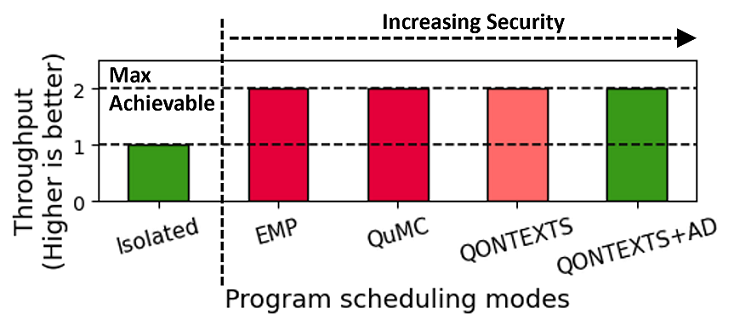 Increasing Security
Throughput
(Higher is better)
Max
Achievable
2
1
0
Isolated
EMP
QuMC
QONTEXTS
QONTEXTS+AD
Program scheduling modes